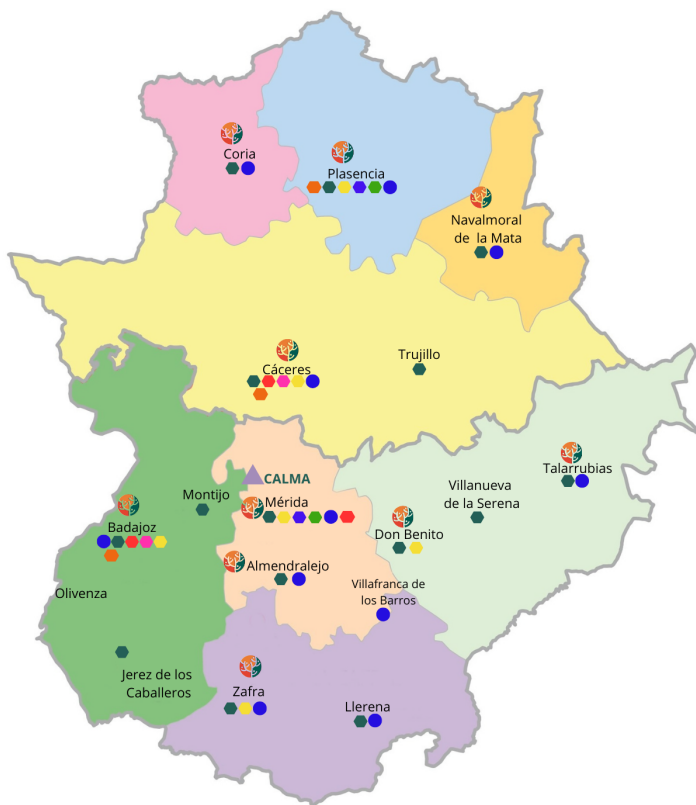 Coria
Plasencia
Navalmoral
de la Mata
Cáceres
Trujillo
CALMA
Talarrubias
Villanueva
de la Serena
Montijo
Mérida
Badajoz
Don Benito
Almendralejo
Villafranca de
los Barros
Olivenza
Jerez de los
Caballeros
Zafra
Llerena